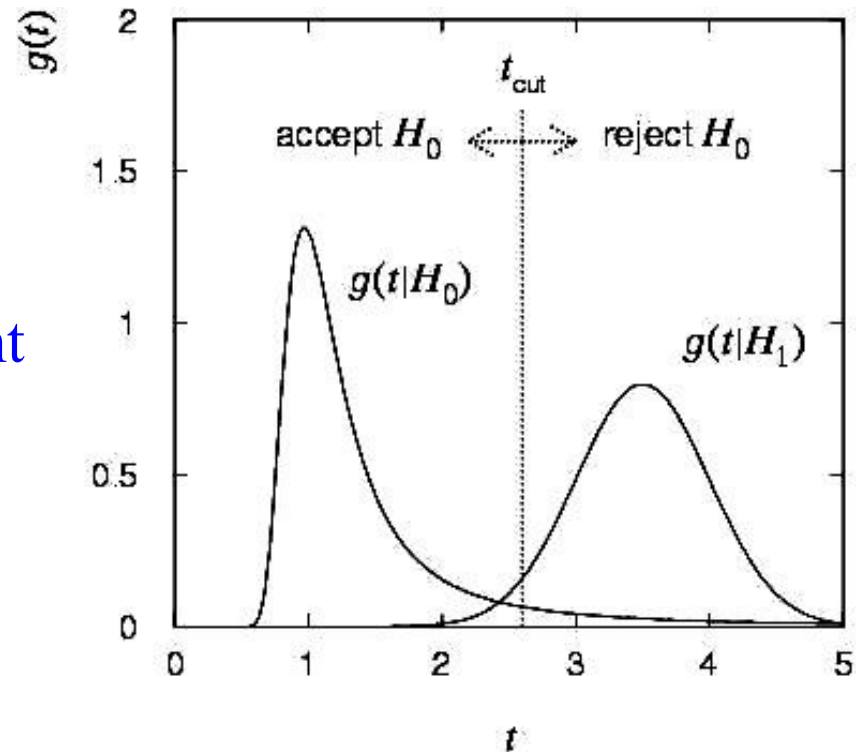 g(t)
2
t_cut
accept H_0 reject H_0
1.5
g(t|H_0)
1
g(t|H_1)
0.5
0
0 1 2 3 4 5
t